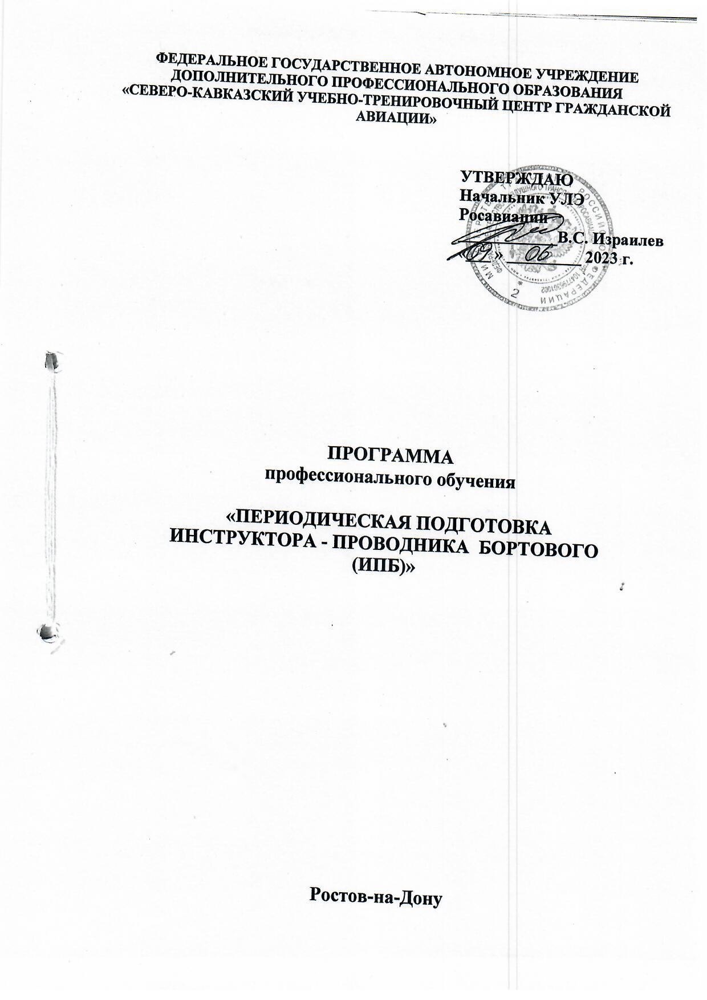 ФЕДЕРАЛЬНОЕ ГОСУДАРСТВЕННОЕ АВТОНОМНОЕ УЧРЕЖДЕНИЕ
ДОПОЛНИТЕЛЬНОГО ПРОФЕССИОНАЛЬНОГО ОБРАЗОВАНИЯ
«СЕВЕРО-КАВКАЗСКИЙ УЧЕБНО-ТРЕНИРОВОЧНЫЙ ЦЕНТР ГРАЖДАНСКОЙ
АВИАЦИИ»
УТВЕРЖДАЮ
Начальник УЛЭ
Росавиации
В.С. Израилев
«09» 06 2023 г.
ПРОГРАММА
профессионального обучения
«ПЕРИОДИЧЕСКАЯ ПОДГОТОВКА
ИНСТРУКТОРА - ПРОВОДНИКА БОРТОВОГО
(ИПБ)»
Ростов-на-Дону